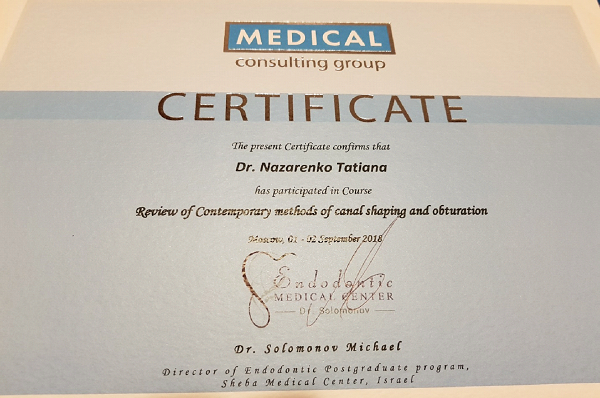 MEDICAL
consulting group
CERTIFICATE
The present Certificate confirms that
Dr. Nazarenko Tatiana
has participated in Course
Review of Contemporary methods of canal shaping and obturation
Moscow, 01 - 02 September 2018
Endodontic
MEDICAL CENTER
Dr. Solomonov
Dr. Solomonov Michael
Director of Endodontic Postgraduate program,
Sheba Medical Center, Israel